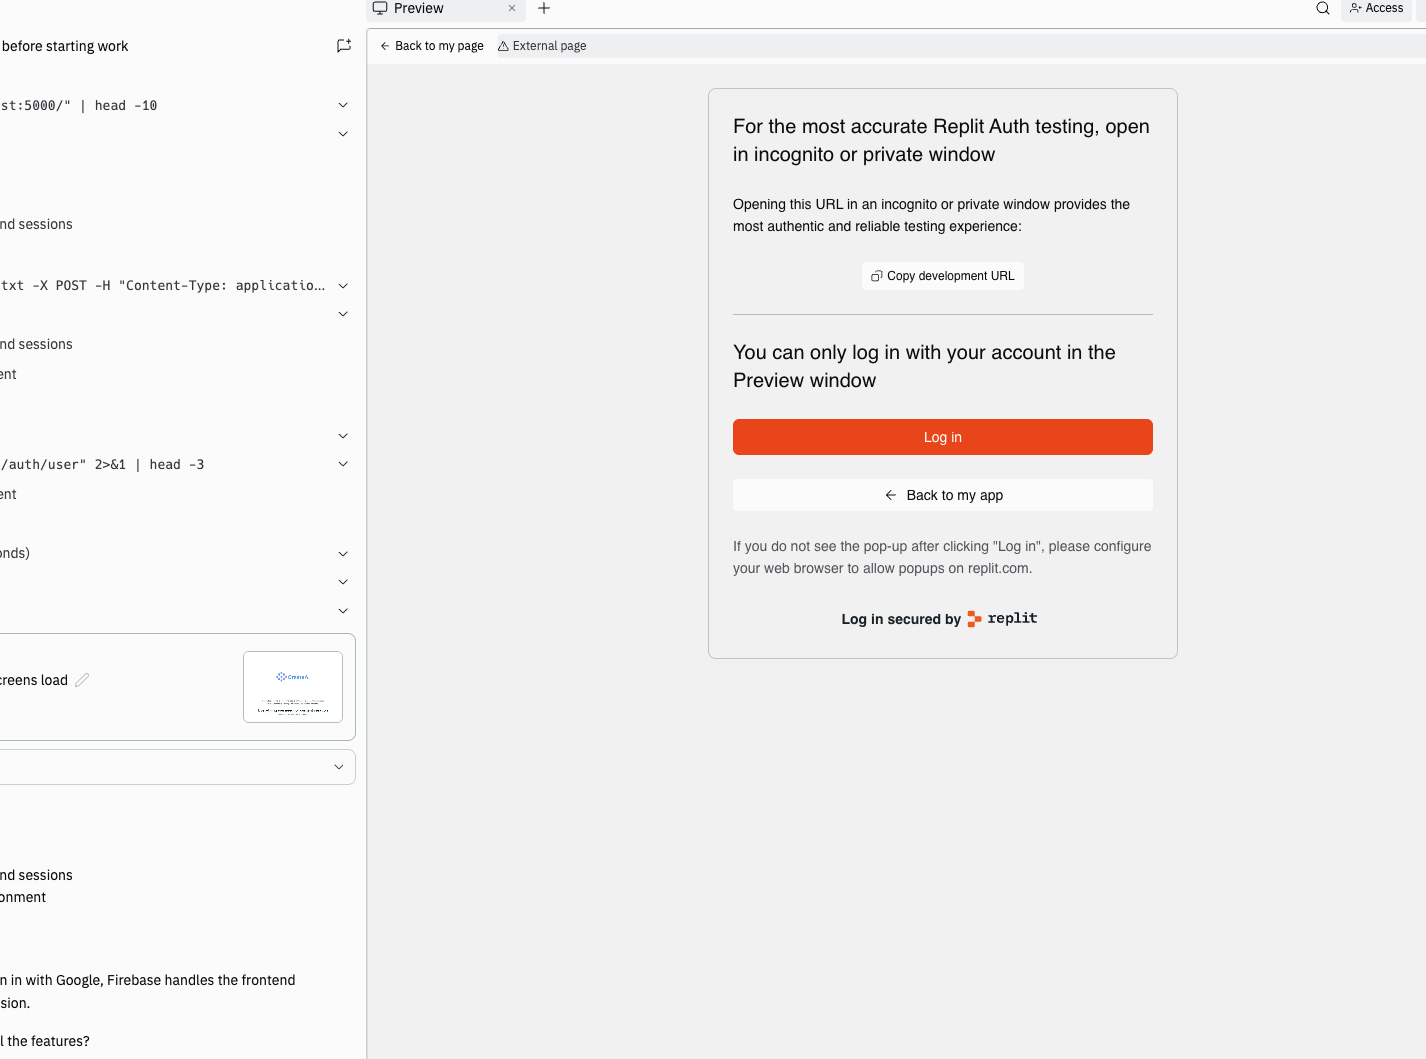 Preview
Access
before starting work
Back to my page
External page
st:5000/" | head -10
nd sessions
txt -X POST -H "Content-Type: applicatio...
nd sessions
ent
/auth/user" 2>&1 | head -3
ent
onds)
creens load
nd sessions
onment
n in with Google, Firebase handles the frontend
sion.
l the features?
For the most accurate Replit Auth testing, open
in incognito or private window
Opening this URL in an incognito or private window provides the
most authentic and reliable testing experience:
Copy development URL
You can only log in with your account in the
Preview window
Log in
Back to my app
If you do not see the pop-up after clicking "Log in", please configure
your web browser to allow popups on replit.com.
Log in secured by replit